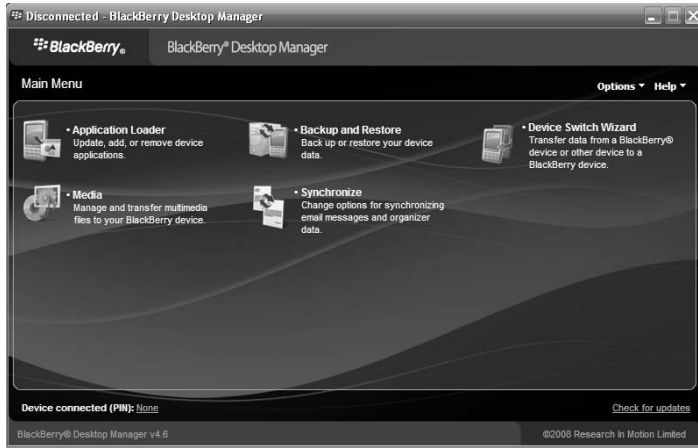 Disconnected - BlackBerry Desktop Manager
BlackBerry®
BlackBerry® Desktop Manager
Main Menu
Options
Help
• Application Loader
Update, add, or remove device
applications.
• Backup and Restore
Back up or restore your device
data.
• Device Switch Wizard
Transfer data from a BlackBerry®
device or other device to a
BlackBerry device.
• Media
Manage and transfer multimedia
files to your BlackBerry device.
• Synchronize
Change options for synchronizing
email messages and organizer
data.
Device connected (PIN): None
Check for updates
BlackBerry® Desktop Manager v4.6
©2008 Research In Motion Limited